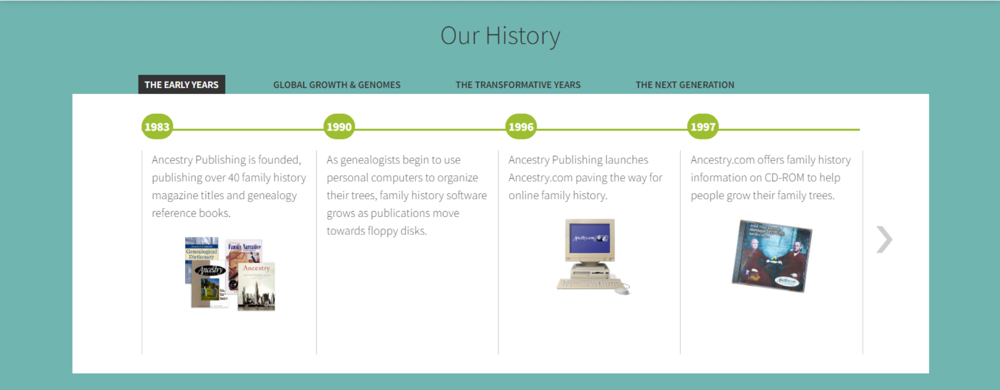 Our History
THE EARLY YEARS
GLOBAL GROWTH & GENOMES
THE TRANSFORMATIVE YEARS
THE NEXT GENERATION
1983
Ancestry Publishing is founded,
publishing over 40 family history
magazine titles and genealogy
reference books.
Genealogical
Dictionary
Family Narrative
Ancestry
Ancestry
1990
As genealogists begin to use
personal computers to organize
their trees, family history software
grows as publications move
towards floppy disks.
1996
Ancestry Publishing launches
Ancestry.com paving the way for
online family history.
Ancestry.com
1997
Ancestry.com offers family history
information on CD-ROM to help
people grow their family trees.